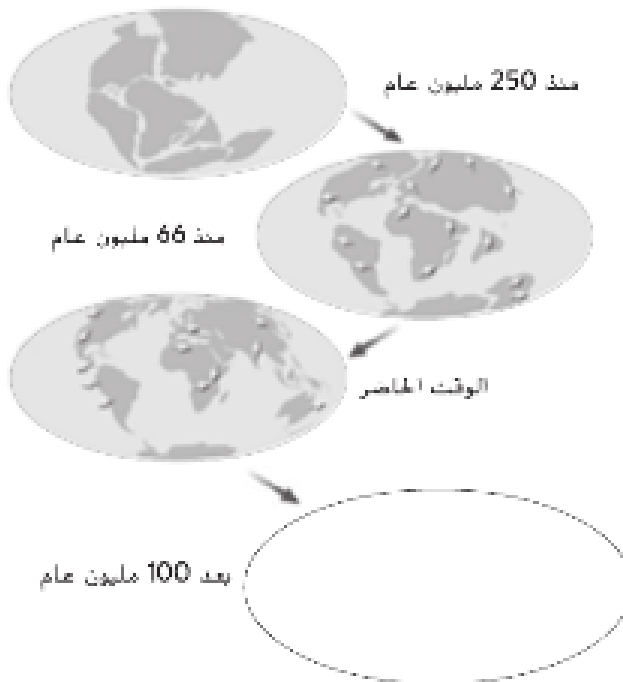 منذ 250 مليون عام
منذ 66 مليون عام
الوقت الحاضر
بعد 100 مليون عام